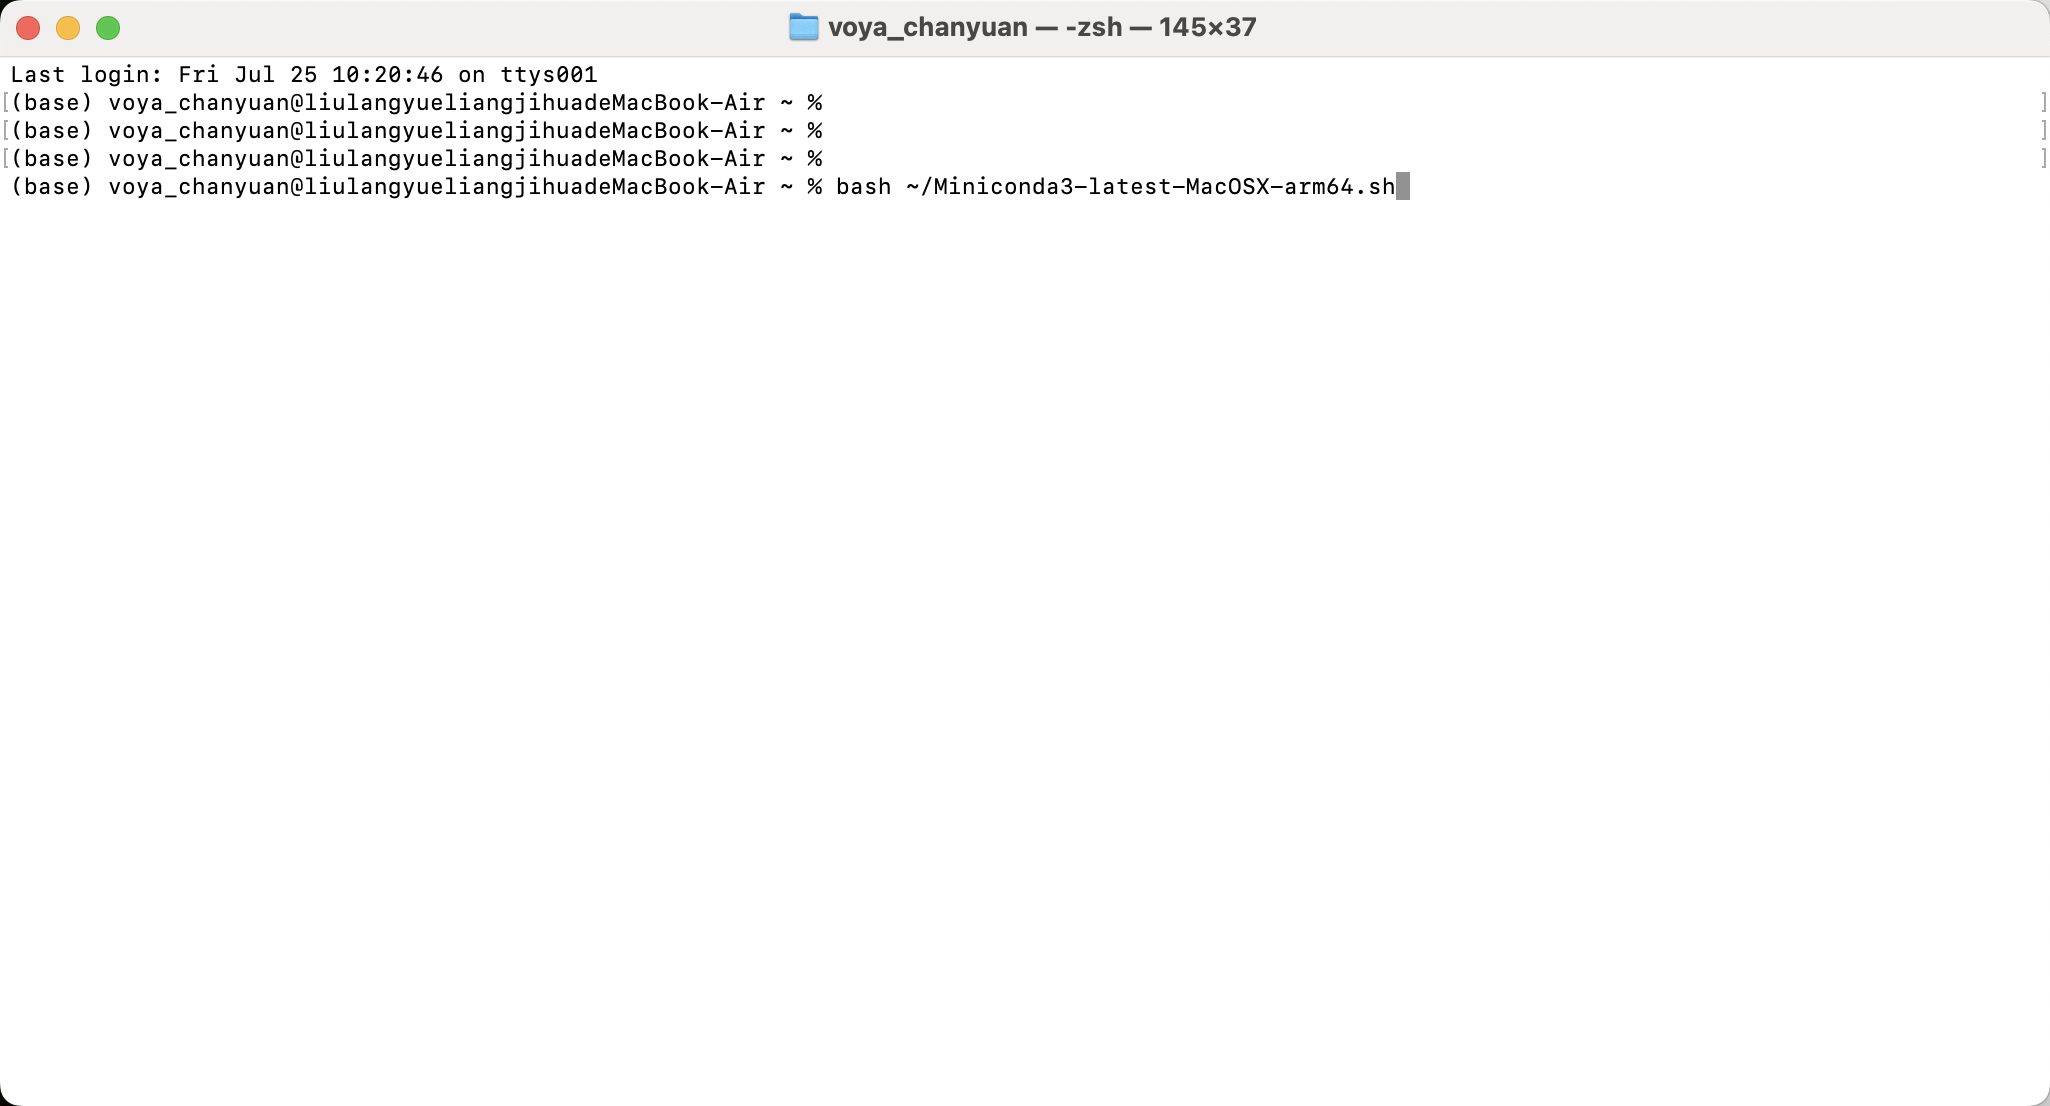 voya_chanyuan — -zsh — 145×37
Last login: Fri Jul 25 10:20:46 on ttys001
[(base) voya_chanyuan@liulangyueliangjihuadeMacBook-Air ~ % ]
[(base) voya_chanyuan@liulangyueliangjihuadeMacBook-Air ~ % ]
[(base) voya_chanyuan@liulangyueliangjihuadeMacBook-Air ~ % ]
(base) voya_chanyuan@liulangyueliangjihuadeMacBook-Air ~ % bash ~/Miniconda3-latest-MacOSX-arm64.sh